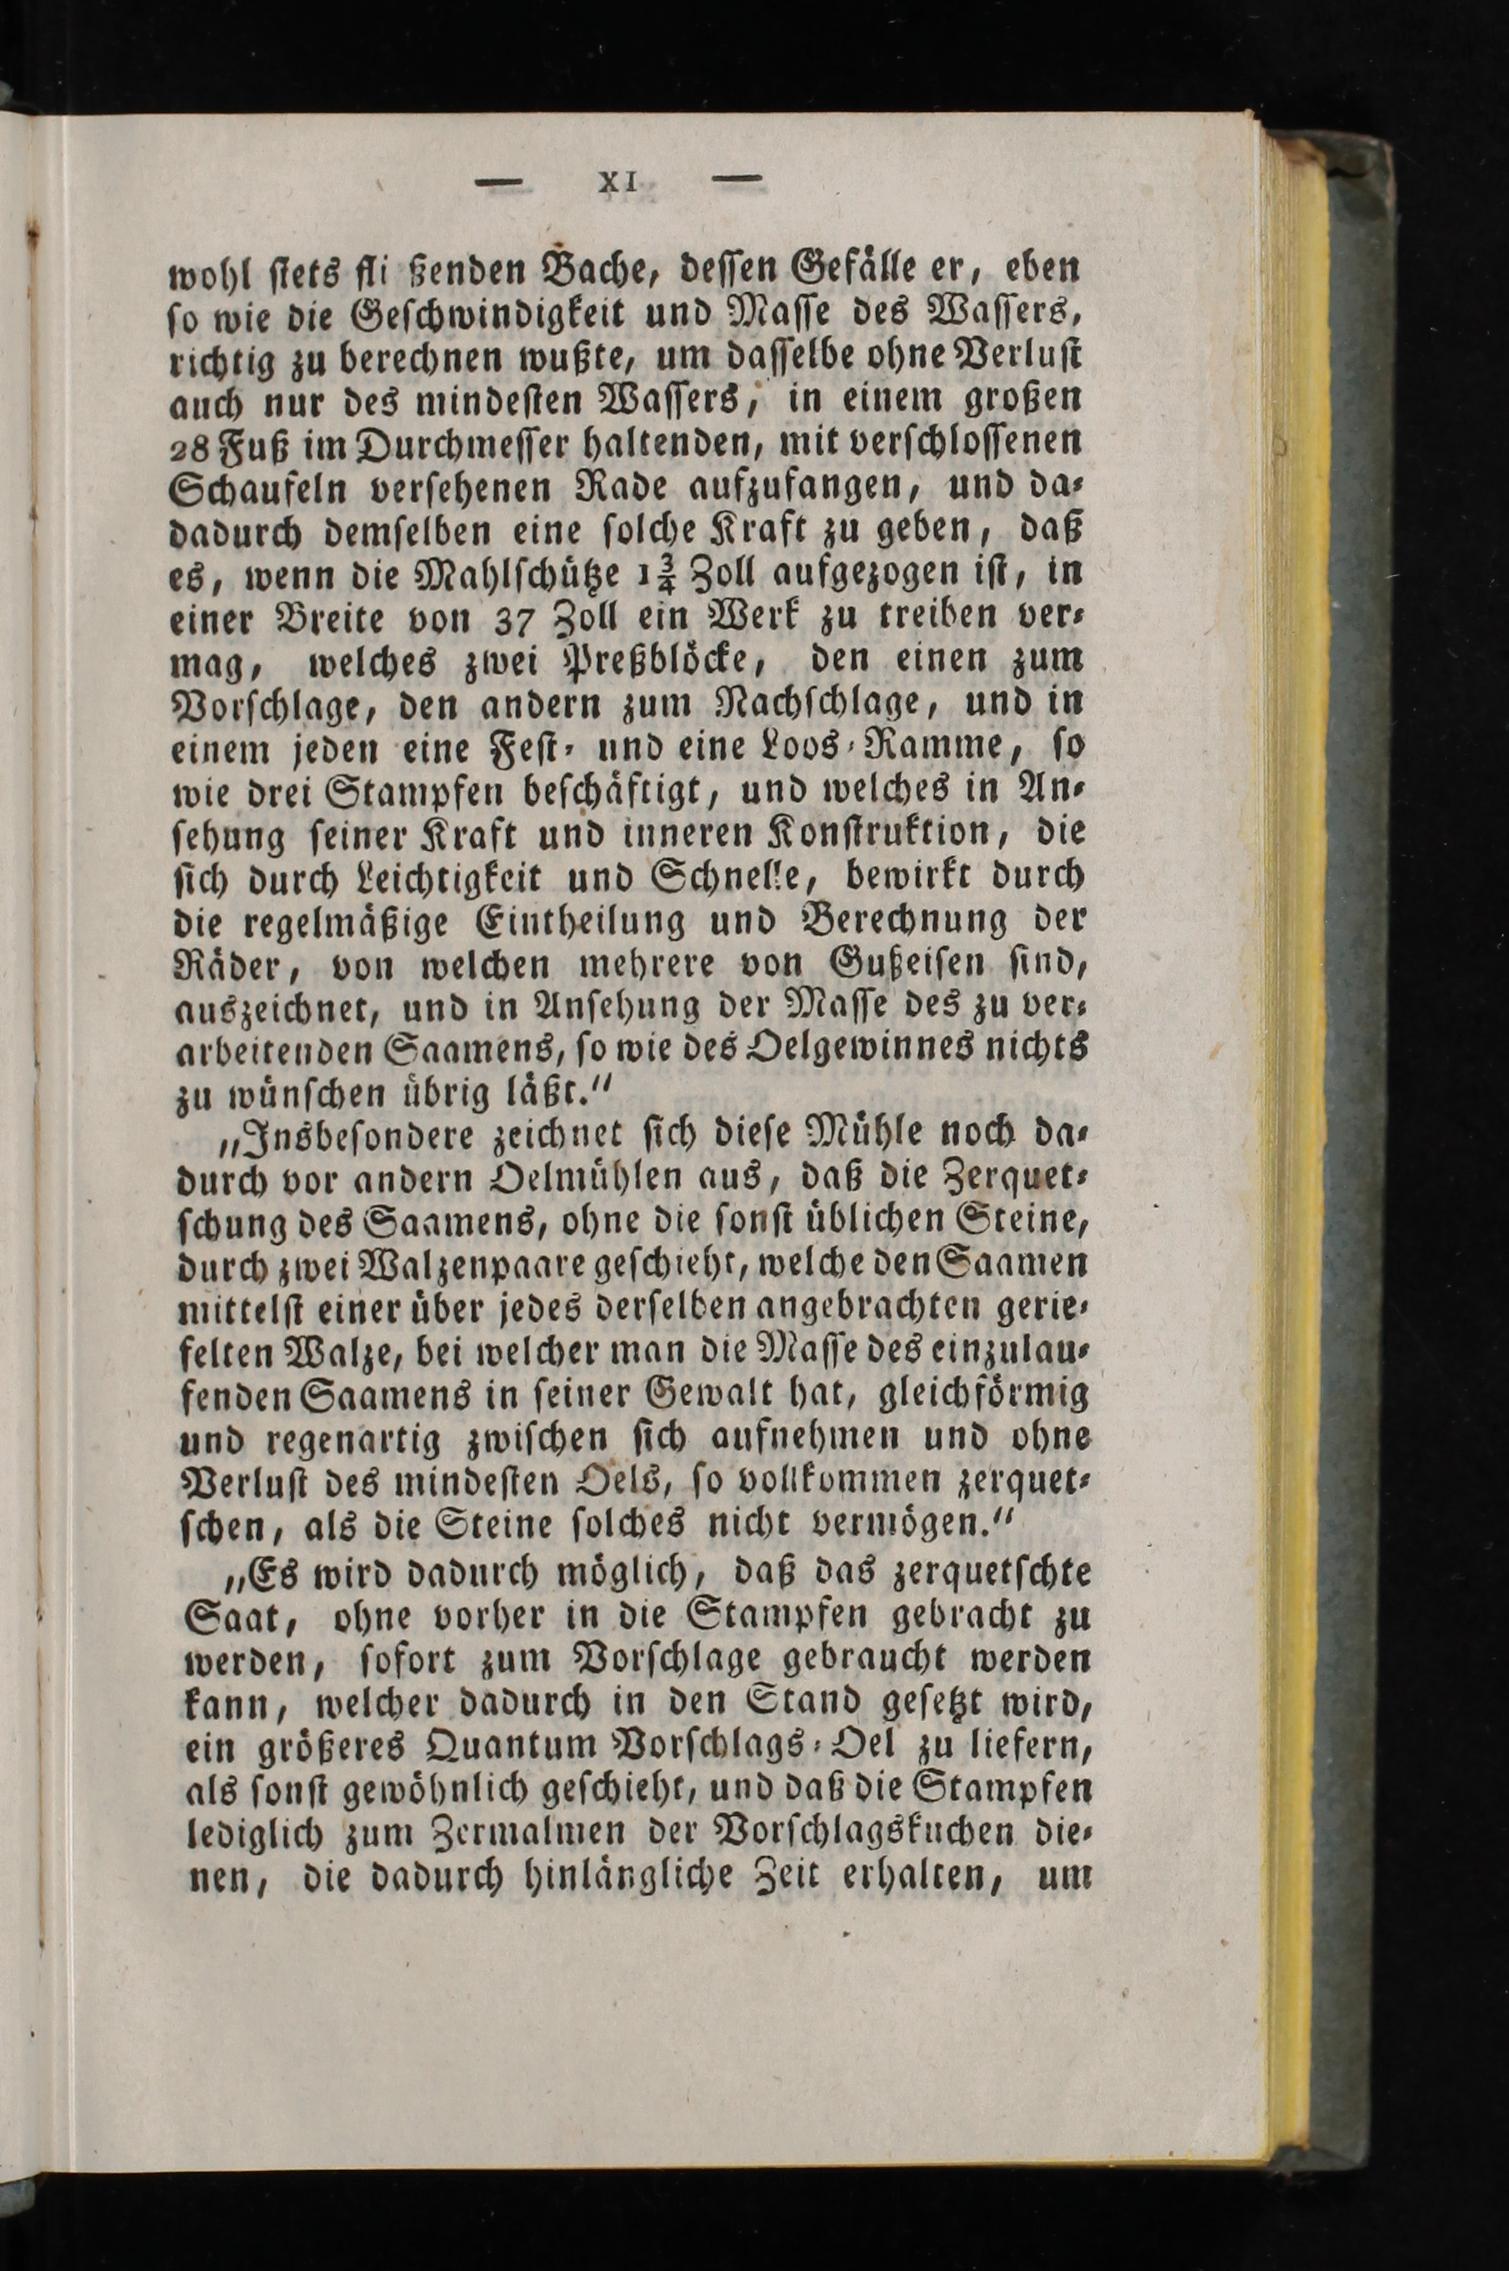 — XI —
wohl stets fli ßenden Bache, dessen Gefälle er, eben
so wie die Geschwindigkeit und Masse des Wassers,
richtig zu berechnen wußte, um dasselbe ohne Verlust
auch nur des mindesten Wassers, in einem großen
28 Fuß im Durchmesser haltenden, mit verschlossenen
Schaufeln versehenen Rade aufzufangen, und da-
dadurch demselben eine solche Kraft zu geben, daß
es, wenn die Mahlschütze 1¾ Zoll aufgezogen ist, in
einer Breite von 37 Zoll ein Werk zu treiben ver-
mag, welches zwei Preßblöcke, den einen zum
Vorschlage, den andern zum Nachschlage, und in
einem jeden eine Fest- und eine Loos-Ramme, so
wie drei Stampfen beschäftigt, und welches in An-
sehung seiner Kraft und inneren Konstruktion, die
sich durch Leichtigkeit und Schnelle, bewirkt durch
die regelmäßige Eintheilung und Berechnung der
Räder, von welchen mehrere von Gußeisen sind,
auszeichnet, und in Ansehung der Masse des zu ver-
arbeitenden Saamens, so wie des Oelgewinnes nichts
zu wünschen übrig läßt.“
„Insbesondere zeichnet sich diese Mühle noch da-
durch vor andern Oelmühlen aus, daß die Zerquet-
schung des Saamens, ohne die sonst üblichen Steine,
durch zwei Walzenpaare geschieht, welche den Saamen
mittelst einer über jedes derselben angebrachten gerie-
felten Walze, bei welcher man die Masse des einzulau-
fenden Saamens in seiner Gewalt hat, gleichförmig
und regenartig zwischen sich aufnehmen und ohne
Verlust des mindesten Oels, so vollkommen zerquet-
schen, als die Steine solches nicht vermögen.“
„Es wird dadurch möglich, daß das zerquetschte
Saat, ohne vorher in die Stampfen gebracht zu
werden, sofort zum Vorschlage gebraucht werden
kann, welcher dadurch in den Stand gesetzt wird,
ein größeres Quantum Vorschlags-Oel zu liefern,
als sonst gewöhnlich geschieht, und daß die Stampfen
lediglich zum Zermalmen der Vorschlagskuchen die-
nen, die dadurch hinlängliche Zeit erhalten, um